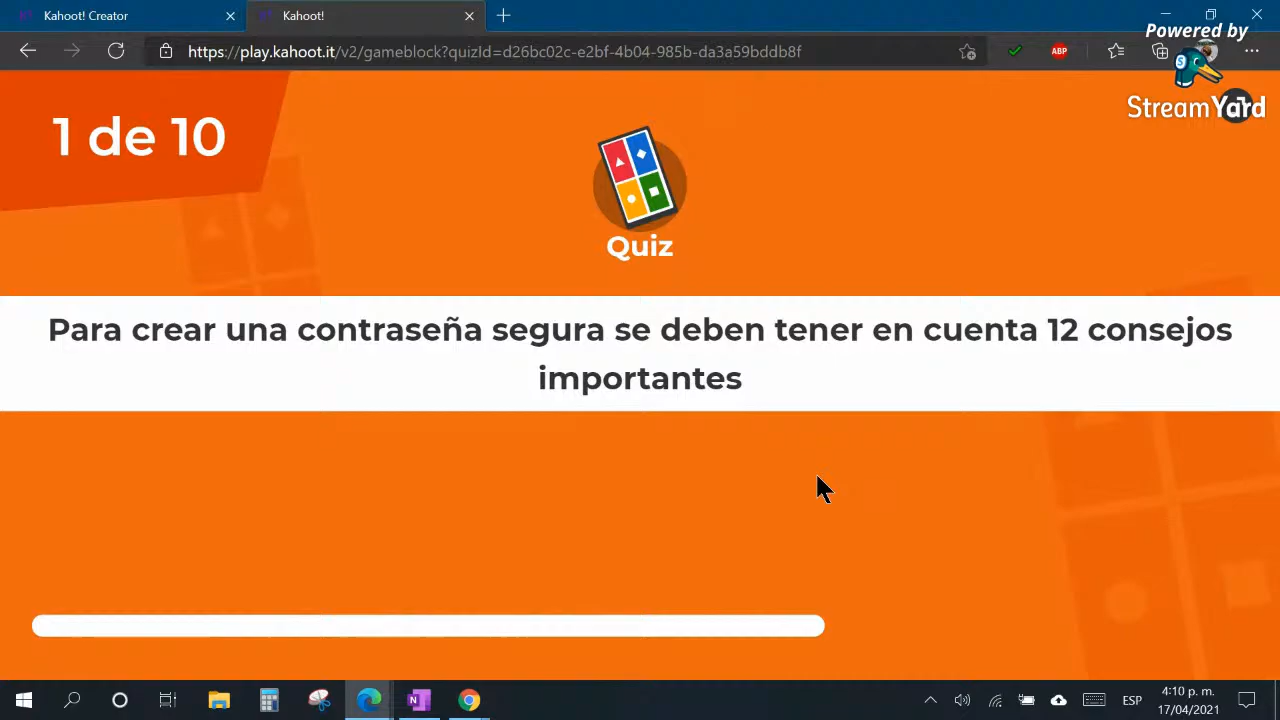 Kahoot! Creator
Kahoot!
https://play.kahoot.it/v2/gameblock?quizId=d26bc02c-e2bf-4b04-985b-da3a59bddb8f
ABP
Powered by
StreamYard
1 de 10
Quiz
Para crear una contraseña segura se deben tener en cuenta 12 consejos
importantes
ESP
4:10 p. m.
17/04/2021